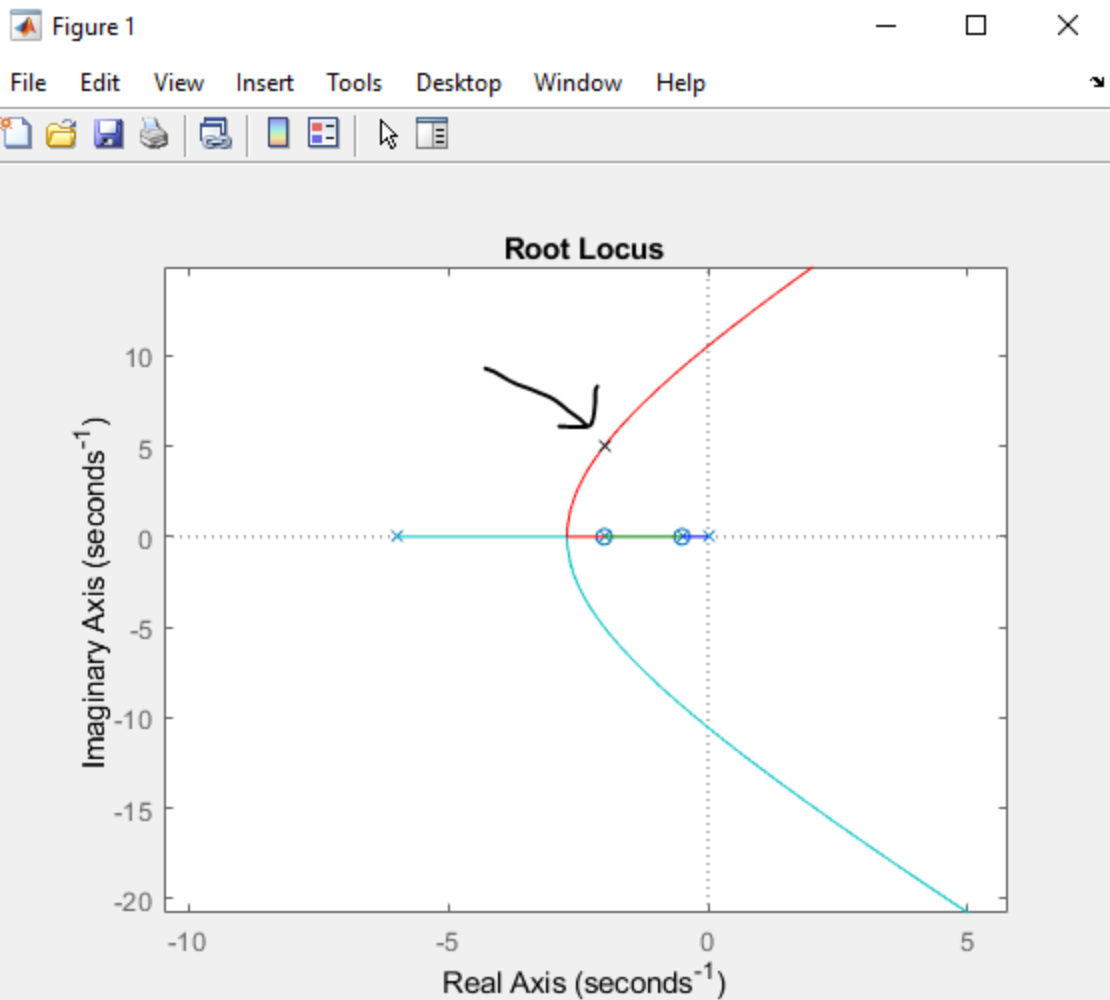 Figure 1
File Edit View Insert Tools Desktop Window Help
Root Locus
10
5
0
-5
-10
-15
-20
Imaginary Axis (seconds⁻¹)
-10 -5 0 5
Real Axis (seconds⁻¹)